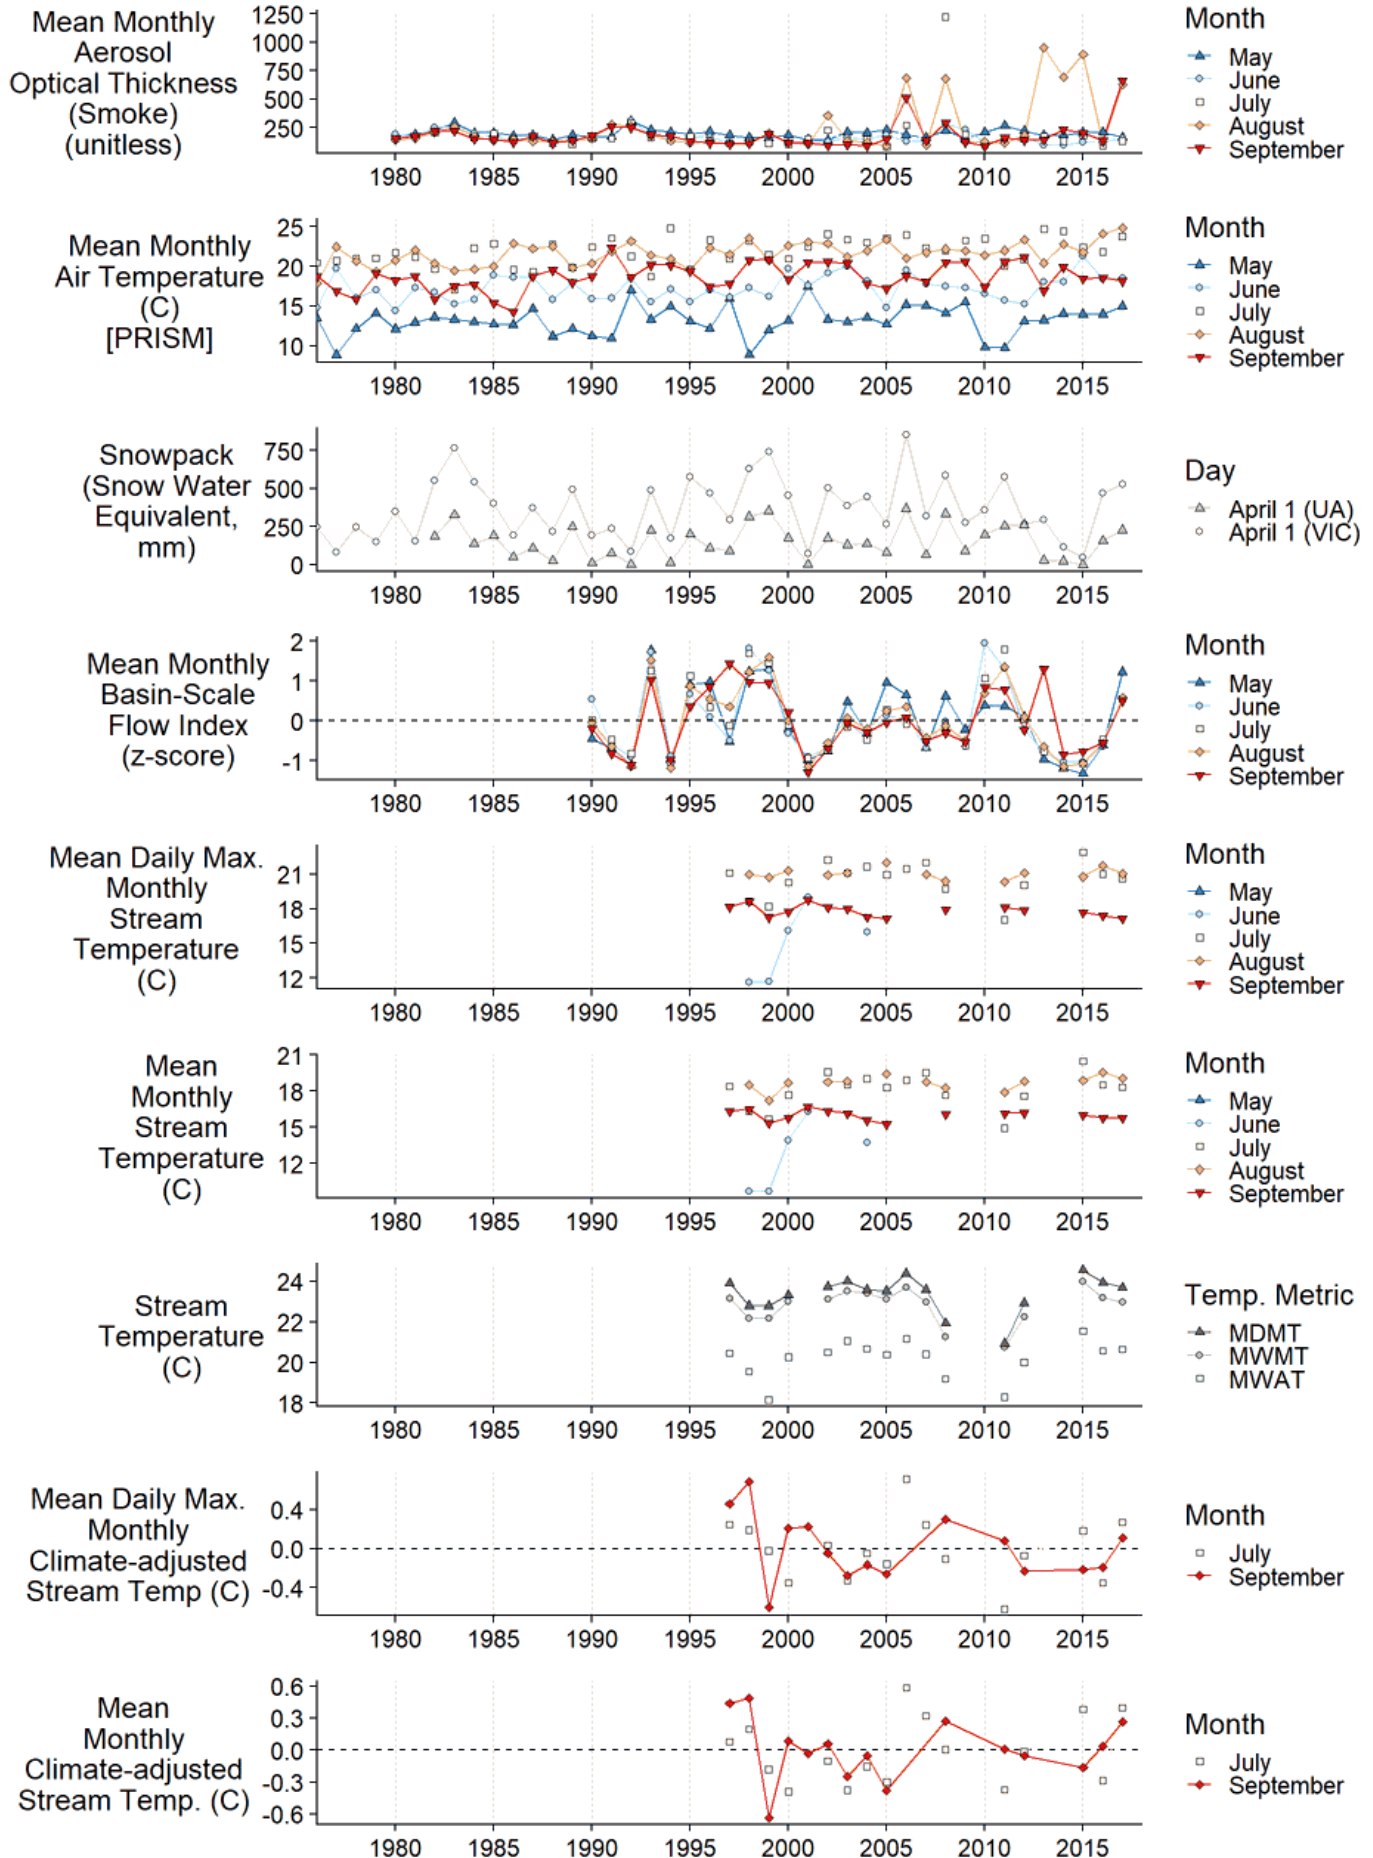 Mean Monthly
Aerosol
Optical Thickness
(Smoke)
(unitless)
1250
1000
750
500
250
1980 1985 1990 1995 2000 2005 2010 2015
Month
May
June
July
August
September
Mean Monthly
Air Temperature
(C)
[PRISM]
25
20
15
10
1980 1985 1990 1995 2000 2005 2010 2015
Month
May
June
July
August
September
Snowpack
(Snow Water
Equivalent,
mm)
750
500
250
0
1980 1985 1990 1995 2000 2005 2010 2015
Day
April 1 (UA)
April 1 (VIC)
Mean Monthly
Basin-Scale
Flow Index
(z-score)
2
1
0
-1
1980 1985 1990 1995 2000 2005 2010 2015
Month
May
June
July
August
September
Mean Daily Max.
Monthly
Stream
Temperature
(C)
21
18
15
12
1980 1985 1990 1995 2000 2005 2010 2015
Month
May
June
July
August
September
Mean
Monthly
Stream
Temperature
(C)
21
18
15
12
1980 1985 1990 1995 2000 2005 2010 2015
Month
May
June
July
August
September
Stream
Temperature
(C)
24
22
20
18
1980 1985 1990 1995 2000 2005 2010 2015
Temp. Metric
MDMT
MWMT
MWAT
Mean Daily Max.
Monthly
Climate-adjusted
Stream Temp (C)
0.4
0.0
-0.4
1980 1985 1990 1995 2000 2005 2010 2015
Month
July
September
Mean
Monthly
Climate-adjusted
Stream Temp. (C)
0.6
0.3
0.0
-0.3
-0.6
1980 1985 1990 1995 2000 2005 2010 2015
Month
July
September